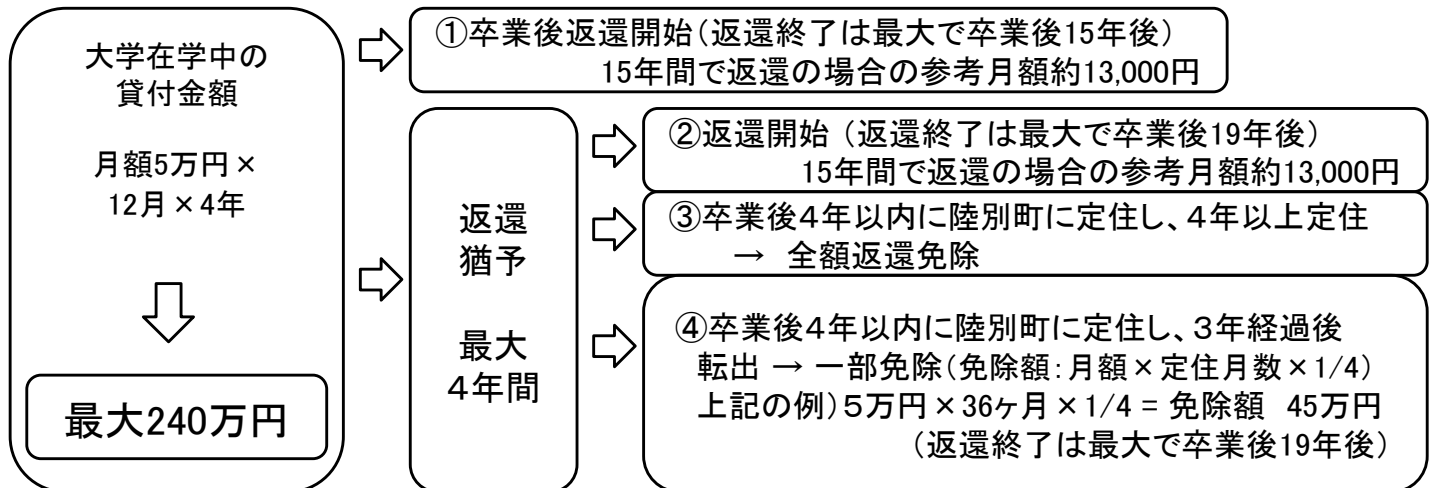 大学在学中の
貸付金額
月額5万円×
12月×4年
最大240万円
①卒業後返還開始(返還終了は最大で卒業後15年後)
15年間で返還の場合の参考月額約13,000円
返還
猶予
最大
4年間
②返還開始 (返還終了は最大で卒業後19年後)
15年間で返還の場合の参考月額約13,000円
③卒業後4年以内に陸別町に定住し、4年以上定住
→ 全額返還免除
④卒業後4年以内に陸別町に定住し、3年経過後
転出 → 一部免除(免除額:月額×定住月数×1/4)
上記の例)5万円×36ヶ月×1/4 = 免除額 45万円
(返還終了は最大で卒業後19年後)